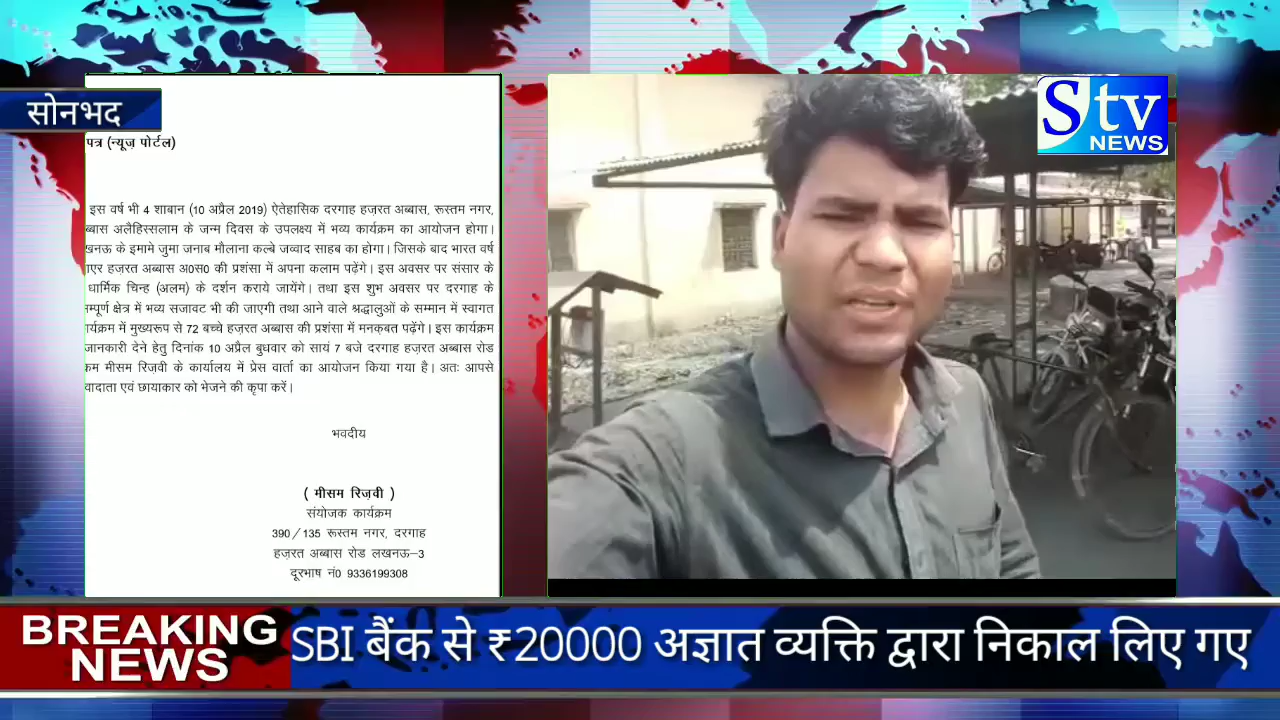 सोनभद
Stv
NEWS
पत्र (न्यूज़ पोर्टल)
इस वर्ष भी 4 शाबान (10 अप्रैल 2019) ऐतेहासिक दरगाह हज़रत अब्बास, रूस्तम नगर,
ब्बास अलैहिस्सलाम के जन्म दिवस के उपलक्ष्य में भव्य कार्यक्रम का आयोजन होगा।
खनऊ के इमामे जुमा जनाब मौलाना कल्बे जव्वाद साहब का होगा। जिसके बाद भारत वर्ष
ाएर हजरत अब्बास अ0स0 की प्रशंसा में अपना कलाम पढ़ेंगे। इस अवसर पर संसार के
धार्मिक चिन्ह (अलम) के दर्शन कराये जायेंगे। तथा इस शुभ अवसर पर दरगाह के
म्पूर्ण क्षेत्र में भव्य सजावट भी की जाएगी तथा आने वाले श्रद्धालुओं के सम्मान में स्वागत
ार्यक्रम में मुख्यरूप से 72 बच्चे हज़रत अब्बास की प्रशंसा में मनक़बत पढ़ेंगे। इस कार्यक्रम
जानकारी देने हेतु दिनांक 10 अप्रैल बुधवार को सायं 7 बजे दरगाह हज़रत अब्बास रोड
कम मीसम रिजवी के कार्यालय में प्रेस वार्ता का आयोजन किया गया है। अतः आपसे
वादाता एवं छायाकार को भेजने की कृपा करें।
भवदीय
( मीसम रिज़वी )
संयोजक कार्यक्रम
390/135 रूस्तम नगर, दरगाह
हज़रत अब्बास रोड लखनऊ–3
दूरभाष नं0 9336199308
BREAKING
NEWS
SBI बैंक से ₹20000 अज्ञात व्यक्ति द्वारा निकाल लिए गए